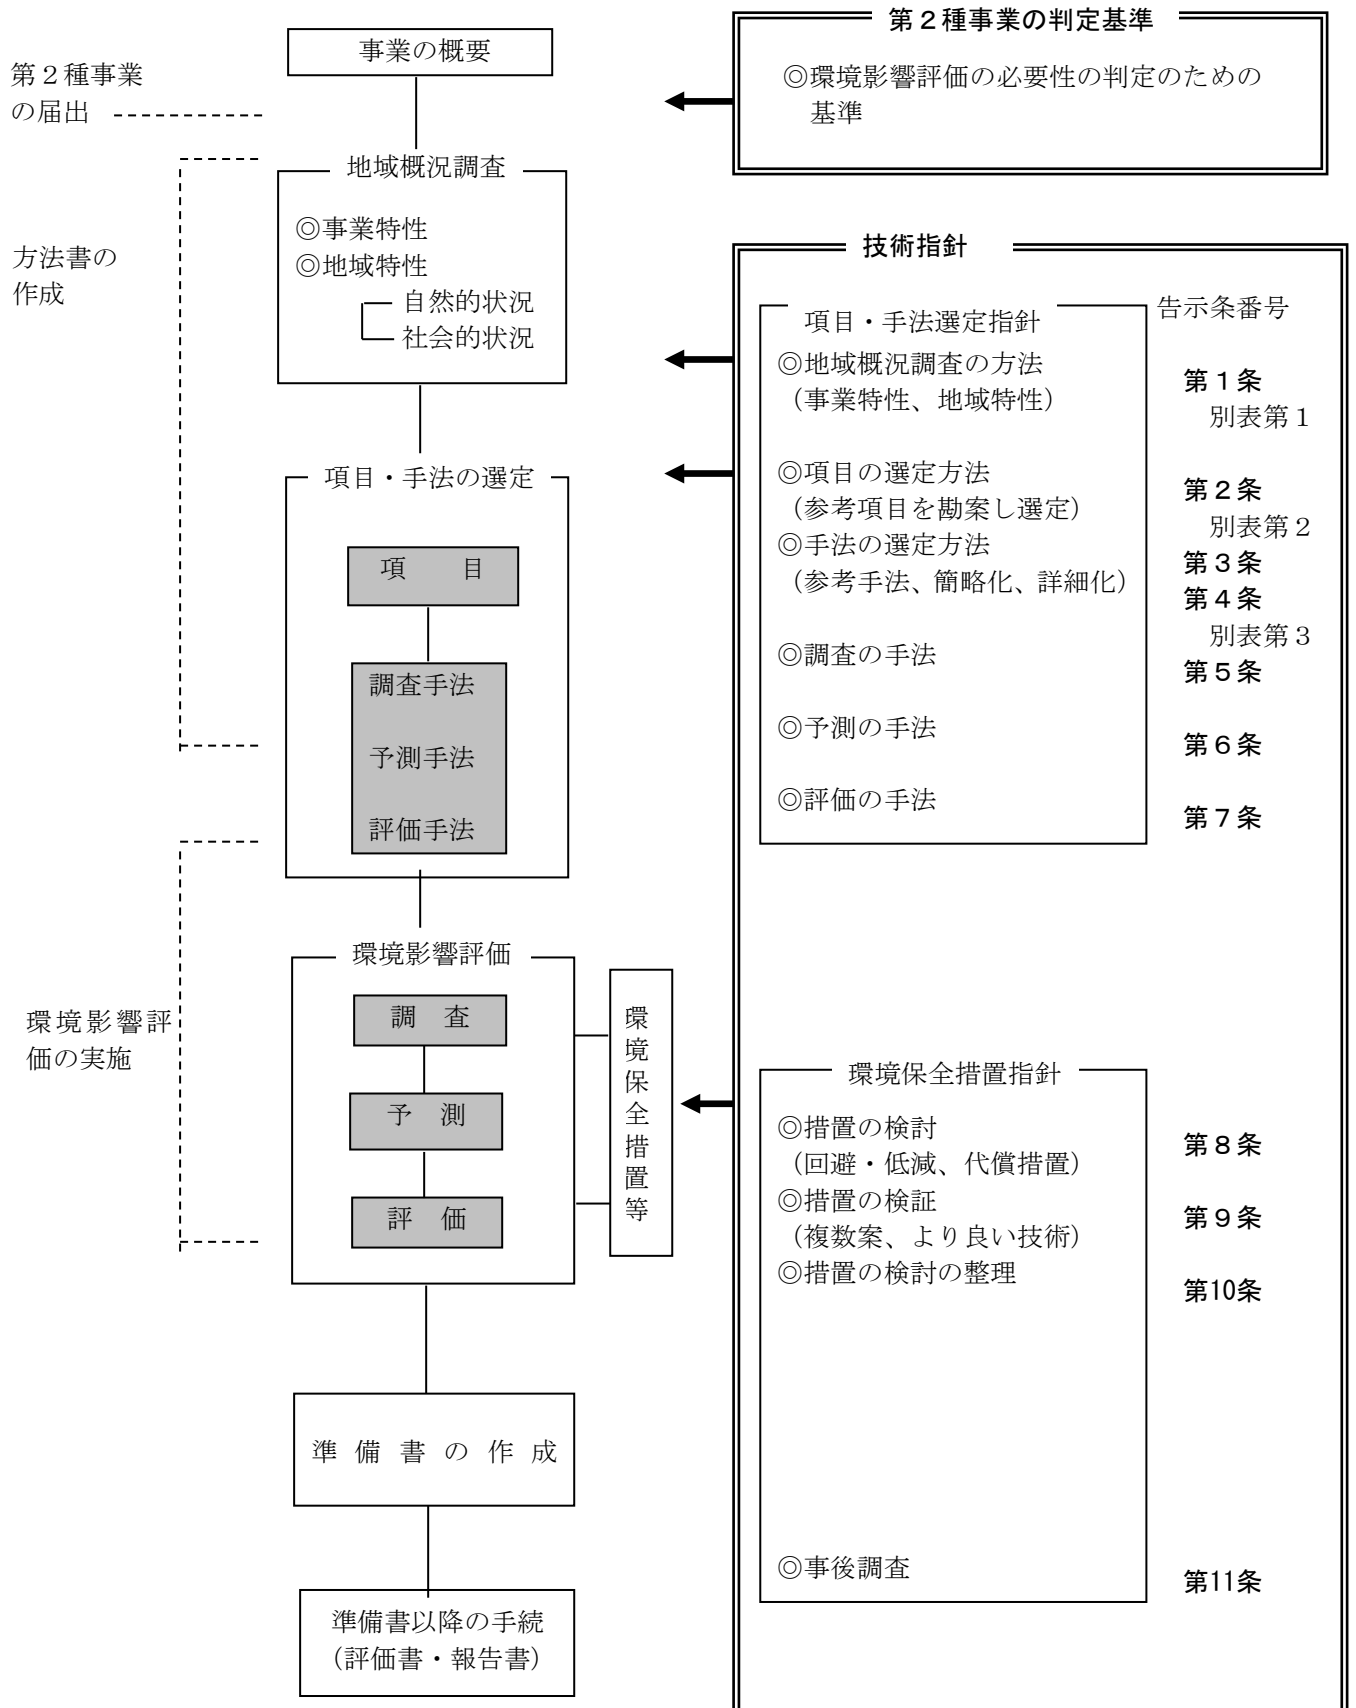 第２種事業
の届出
方法書の
作成
環境影響評
価の実施
事業の概要
地域概況調査
◎事業特性
◎地域特性
自然的状況
社会的状況
項目・手法の選定
項　　目
調査手法
予測手法
評価手法
環境影響評価
調　査
予　測
評　価
環境保全措置等
準備書の作成
準備書以降の手続
（評価書・報告書）
第２種事業の判定基準
◎環境影響評価の必要性の判定のための
基準
技術指針
項目・手法選定指針
告示条番号
◎地域概況調査の方法
第１条
（事業特性、地域特性）
別表第１
◎項目の選定方法
第２条
（参考項目を勘案し選定）
別表第２
◎手法の選定方法
第３条
（参考手法、簡略化、詳細化）
第４条
別表第３
◎調査の手法
第５条
◎予測の手法
第６条
◎評価の手法
第７条
環境保全措置指針
◎措置の検討
第８条
（回避・低減、代償措置）
◎措置の検証
第９条
（複数案、より良い技術）
◎措置の検討の整理
第10条
◎事後調査
第11条